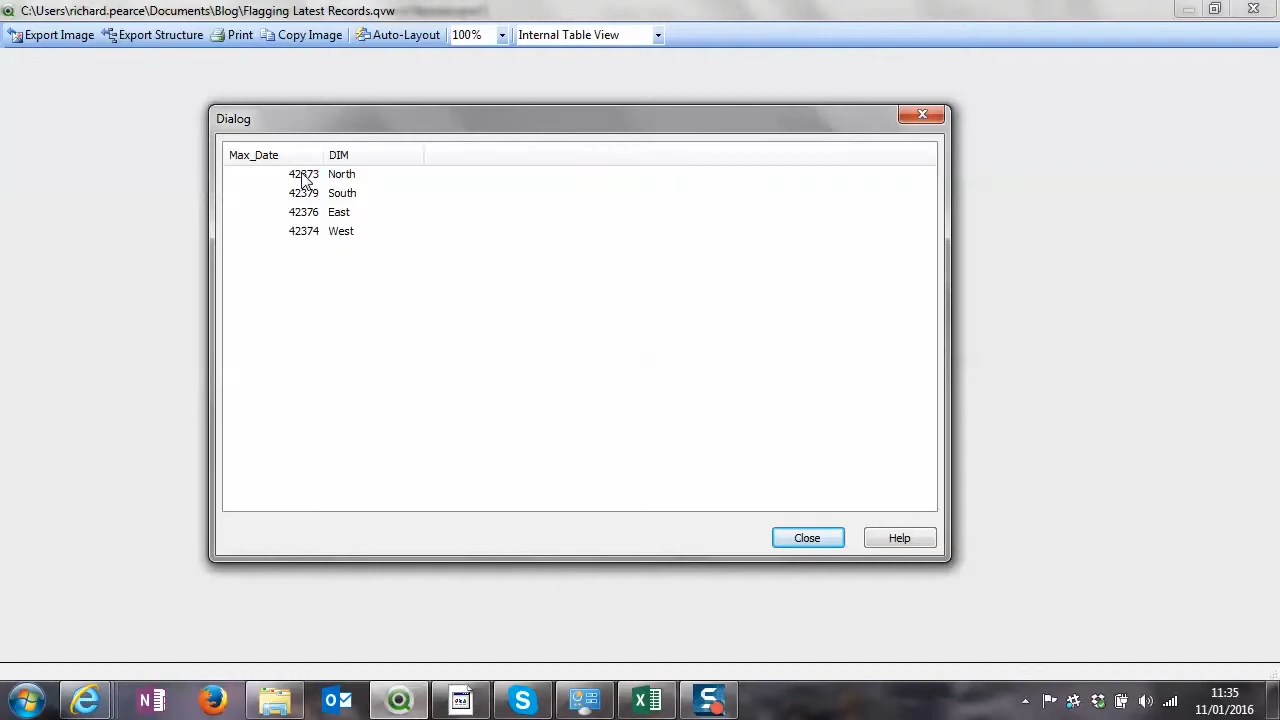 C:\Users\richard.pearce\Documents\Blog\Flagging Latest Records.qvw
Export Image Export Structure Print Copy Image Auto-Layout 100% Internal Table View
Dialog
Max_Date DIM
42373 North
42379 South
42376 East
42374 West
Close Help
11:35
11/01/2016